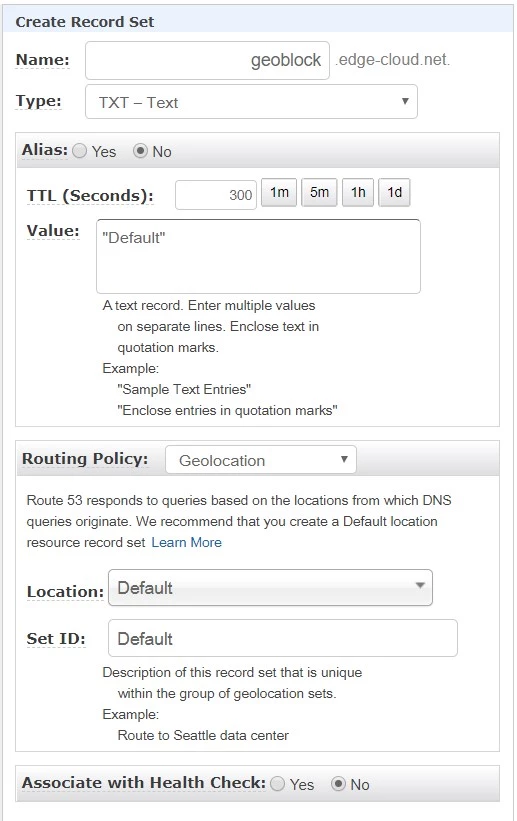 Create Record Set
Name: geoblock .edge-cloud.net.
Type: TXT – Text
Alias: Yes No
TTL (Seconds): 300 1m 5m 1h 1d
Value: "Default"
A text record. Enter multiple values
on separate lines. Enclose text in
quotation marks.
Example:
"Sample Text Entries"
"Enclose entries in quotation marks"
Routing Policy: Geolocation
Route 53 responds to queries based on the locations from which DNS
queries originate. We recommend that you create a Default location
resource record set Learn More
Location: Default
Set ID: Default
Description of this record set that is unique
within the group of geolocation sets.
Example:
Route to Seattle data center
Associate with Health Check: Yes No